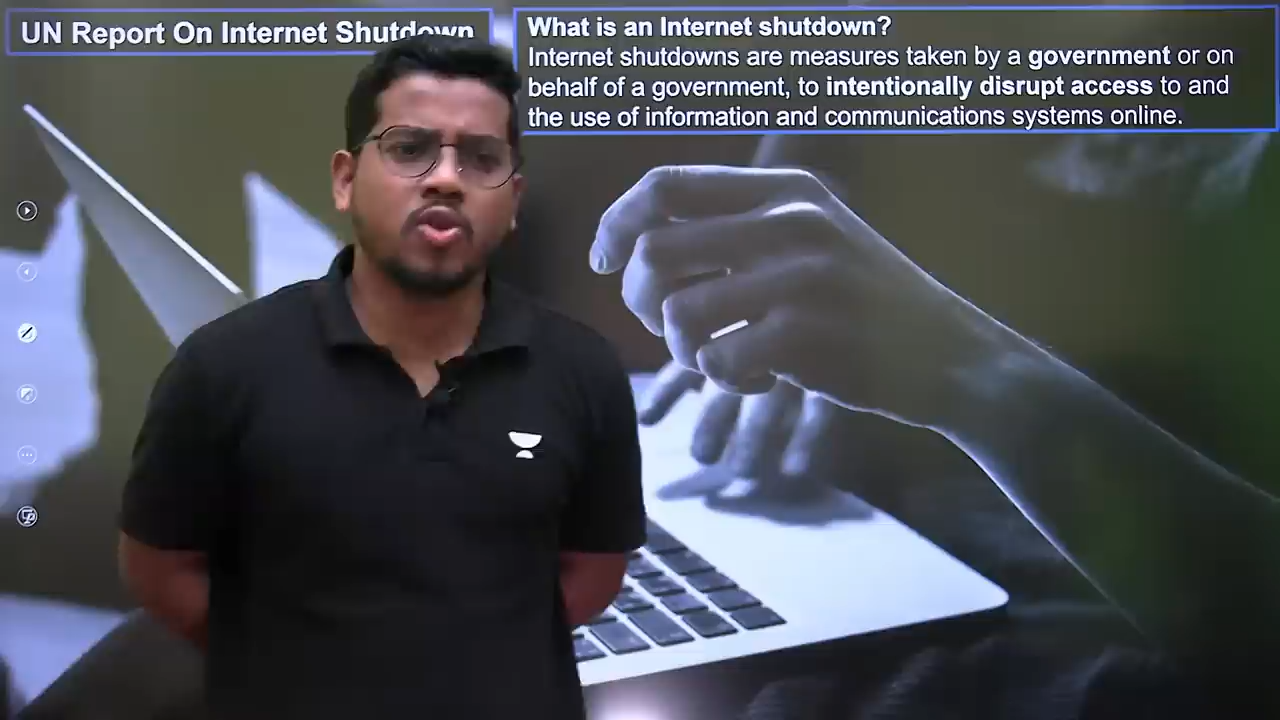 UN Report On Internet Shutdown
What is an Internet shutdown?
Internet shutdowns are measures taken by a government or on
behalf of a government, to intentionally disrupt access to and
the use of information and communications systems online.